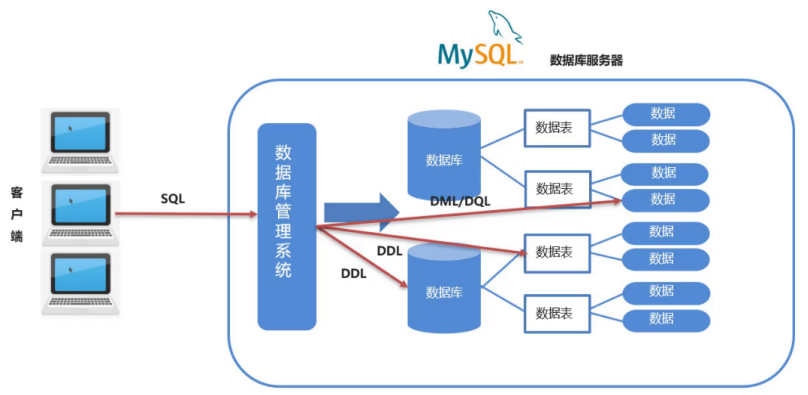 MySQL
数据库服务器
客户端
SQL
数据库管理系统
数据库
数据表
数据
数据
数据表
数据
数据
DML/DQL
DDL
DDL
数据库
数据表
数据
数据
数据表
数据
数据